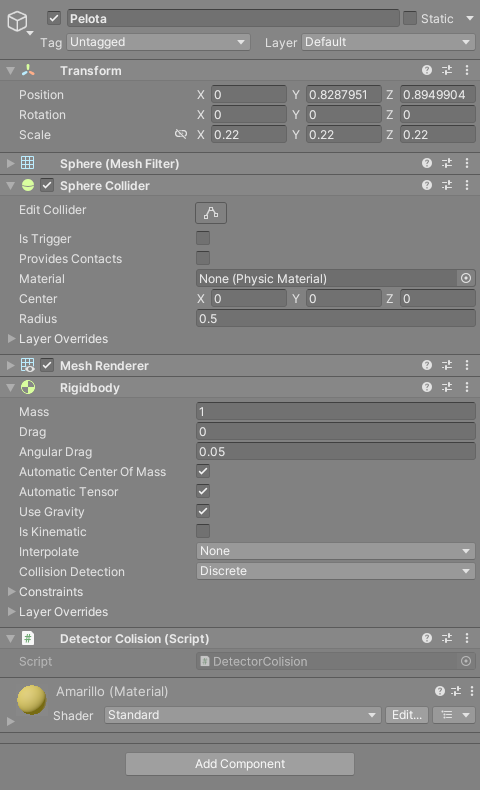 Pelota Static
Tag Untagged Layer Default
Transform
Position X 0 Y 0.8287951 Z 0.8949904
Rotation X 0 Y 0 Z 0
Scale X 0.22 Y 0.22 Z 0.22
Sphere (Mesh Filter)
Sphere Collider
Edit Collider
Is Trigger
Provides Contacts
Material None (Physic Material)
Center X 0 Y 0 Z 0
Radius 0.5
Layer Overrides
Mesh Renderer
Rigidbody
Mass 1
Drag 0
Angular Drag 0.05
Automatic Center Of Mass
Automatic Tensor
Use Gravity
Is Kinematic
Interpolate None
Collision Detection Discrete
Constraints
Layer Overrides
Detector Colision (Script)
Script DetectorColision
Amarillo (Material)
Shader Standard Edit...
Add Component